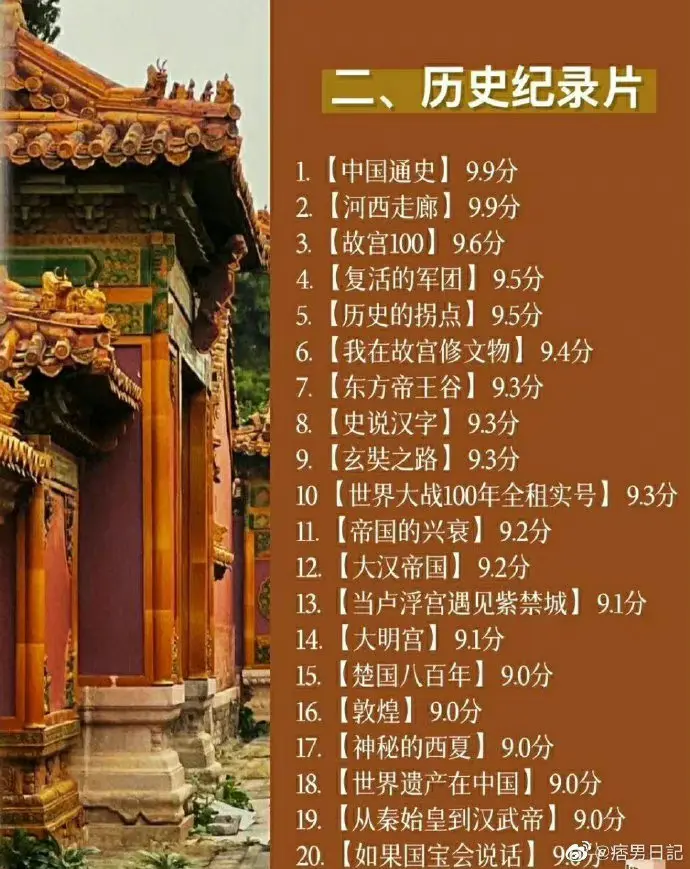 二、历史纪录片
1.【中国通史】9.9分
2.【河西走廊】9.9分
3.【故宫100】9.6分
4.【复活的军团】9.5分
5.【历史的拐点】9.5分
6.【我在故宫修文物】9.4分
7.【东方帝王谷】9.3分
8.【史说汉字】9.3分
9.【玄奘之路】9.3分
10【世界大战100年全租实号】9.3分
11.【帝国的兴衰】9.2分
12.【大汉帝国】9.2分
13.【当卢浮宫遇见紫禁城】9.1分
14.【大明宫】9.1分
15.【楚国八百年】9.0分
16.【敦煌】9.0分
17.【神秘的西夏】9.0分
18.【世界遗产在中国】9.0分
19.【从秦始皇到汉武帝】9.0分
20.【如果国宝会说话】
@痞男日記